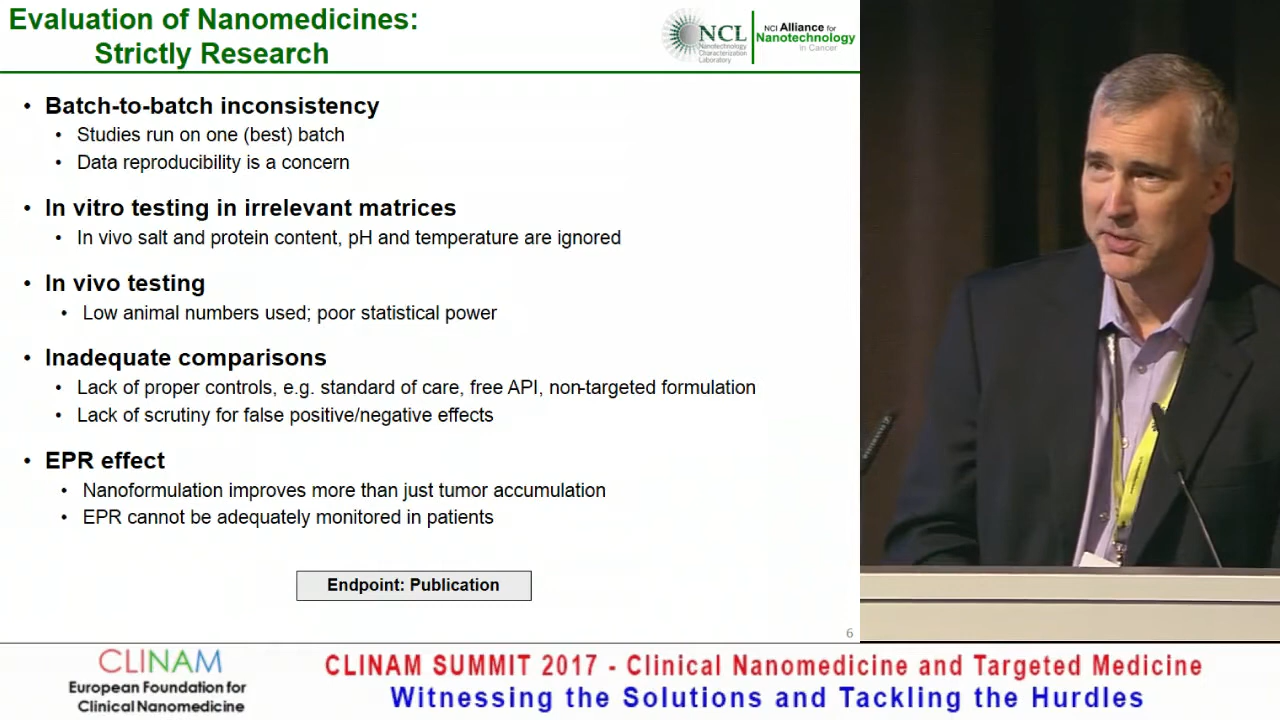 Evaluation of Nanomedicines:
Strictly Research
NCL
Nanotechnology
Characterization
Laboratory
NCI Alliance for
Nanotechnology
in Cancer
• Batch-to-batch inconsistency
• Studies run on one (best) batch
• Data reproducibility is a concern
• In vitro testing in irrelevant matrices
• In vivo salt and protein content, pH and temperature are ignored
• In vivo testing
• Low animal numbers used; poor statistical power
• Inadequate comparisons
• Lack of proper controls, e.g. standard of care, free API, non-targeted formulation
• Lack of scrutiny for false positive/negative effects
• EPR effect
• Nanoformulation improves more than just tumor accumulation
• EPR cannot be adequately monitored in patients
Endpoint: Publication
6
CLINAM
European Foundation for
Clinical Nanomedicine
CLINAM SUMMIT 2017 - Clinical Nanomedicine and Targeted Medicine
Witnessing the Solutions and Tackling the Hurdles